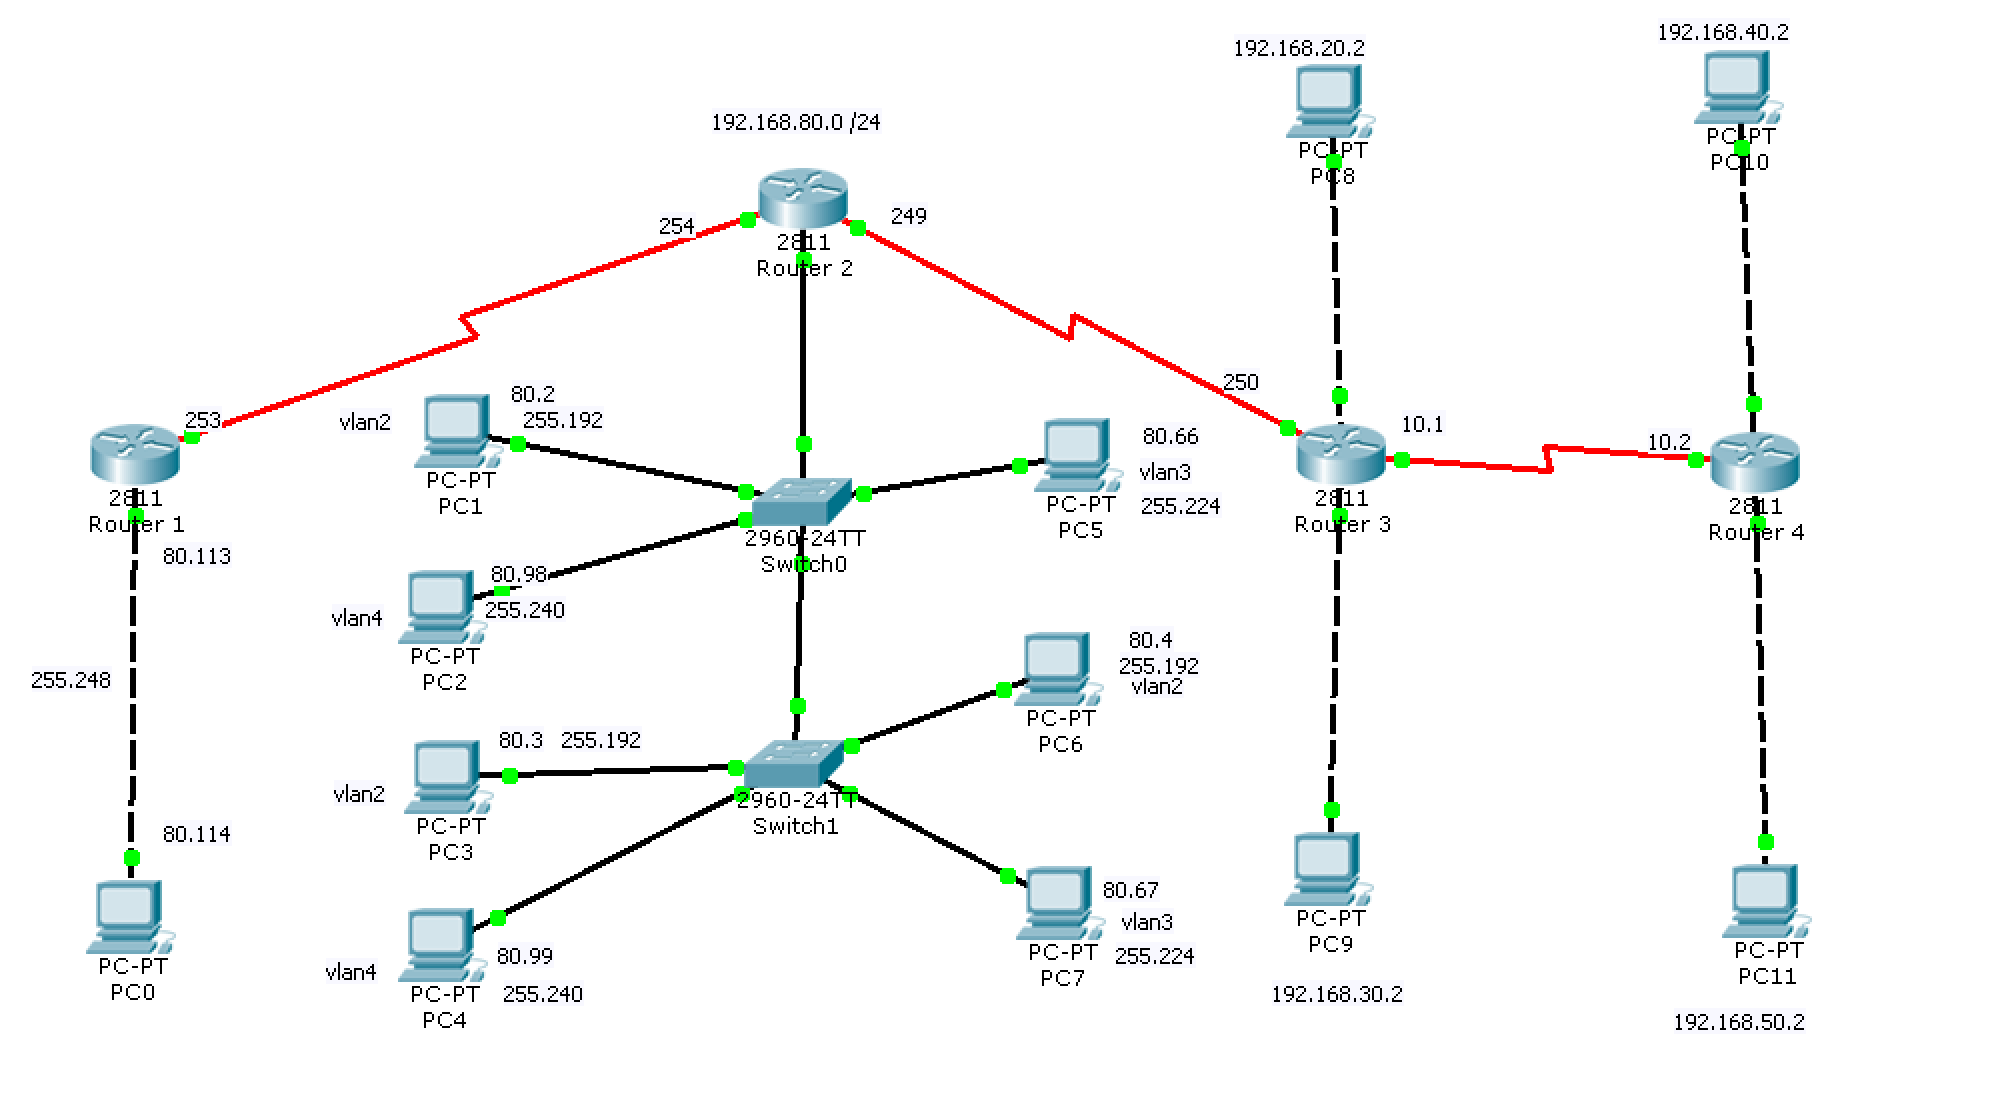 192.168.80.0 /24
254
2811
Router 2
249
253
2811
Router 1
80.113
255.248
80.114
PC-PT
PC0
vlan2
80.2
255.192
PC-PT
PC1
vlan4
80.98
255.240
PC-PT
PC2
2960-24TT
Switch0
80.66
vlan3
255.224
PC-PT
PC5
vlan2
80.3 255.192
PC-PT
PC3
vlan4
80.99
255.240
PC-PT
PC4
2960-24TT
Switch1
80.4
255.192
vlan2
PC-PT
PC6
80.67
vlan3
255.224
PC-PT
PC7
192.168.20.2
PC-PT
PC8
250
10.1
2811
Router 3
PC-PT
PC9
192.168.30.2
192.168.40.2
PC-PT
PC10
10.2
2811
Router 4
PC-PT
PC11
192.168.50.2